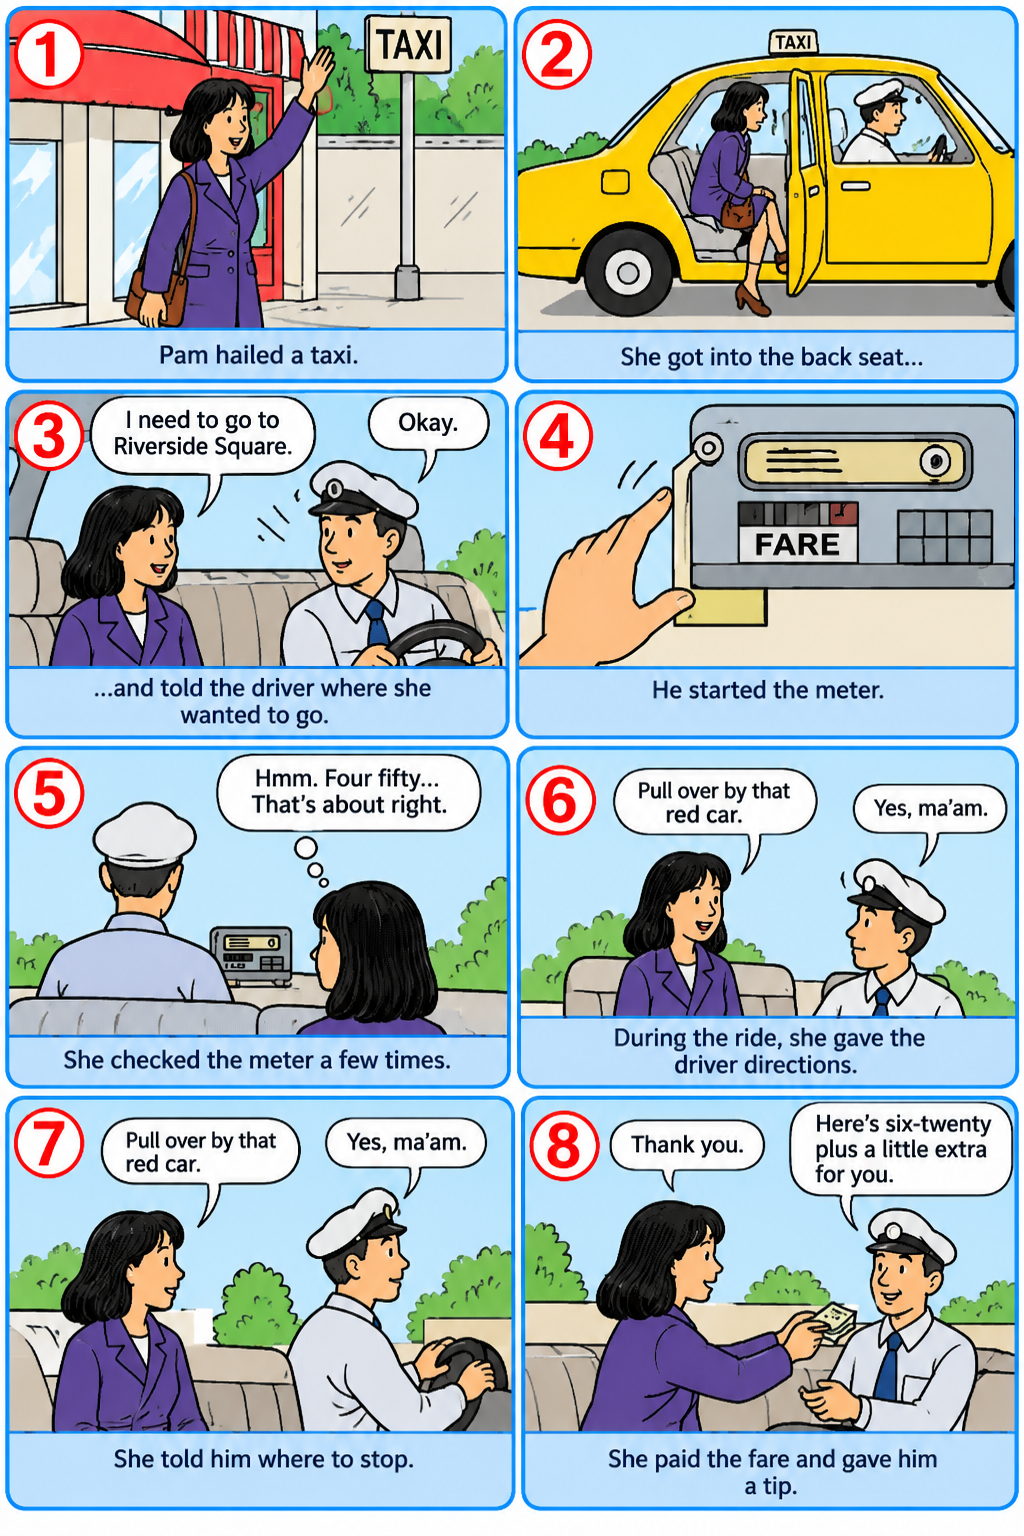 1
TAXI
Pam hailed a taxi.
2
TAXI
She got into the back seat...
3
I need to go to
Riverside Square.
Okay.
...and told the driver where she
wanted to go.
4
FARE
He started the meter.
5
Hmm. Four fifty...
That's about right.
She checked the meter a few times.
6
Pull over by that
red car.
Yes, ma'am.
During the ride, she gave the
driver directions.
7
Pull over by that
red car.
Yes, ma'am.
She told him where to stop.
8
Thank you.
Here's six-twenty
plus a little extra
for you.
She paid the fare and gave him
a tip.